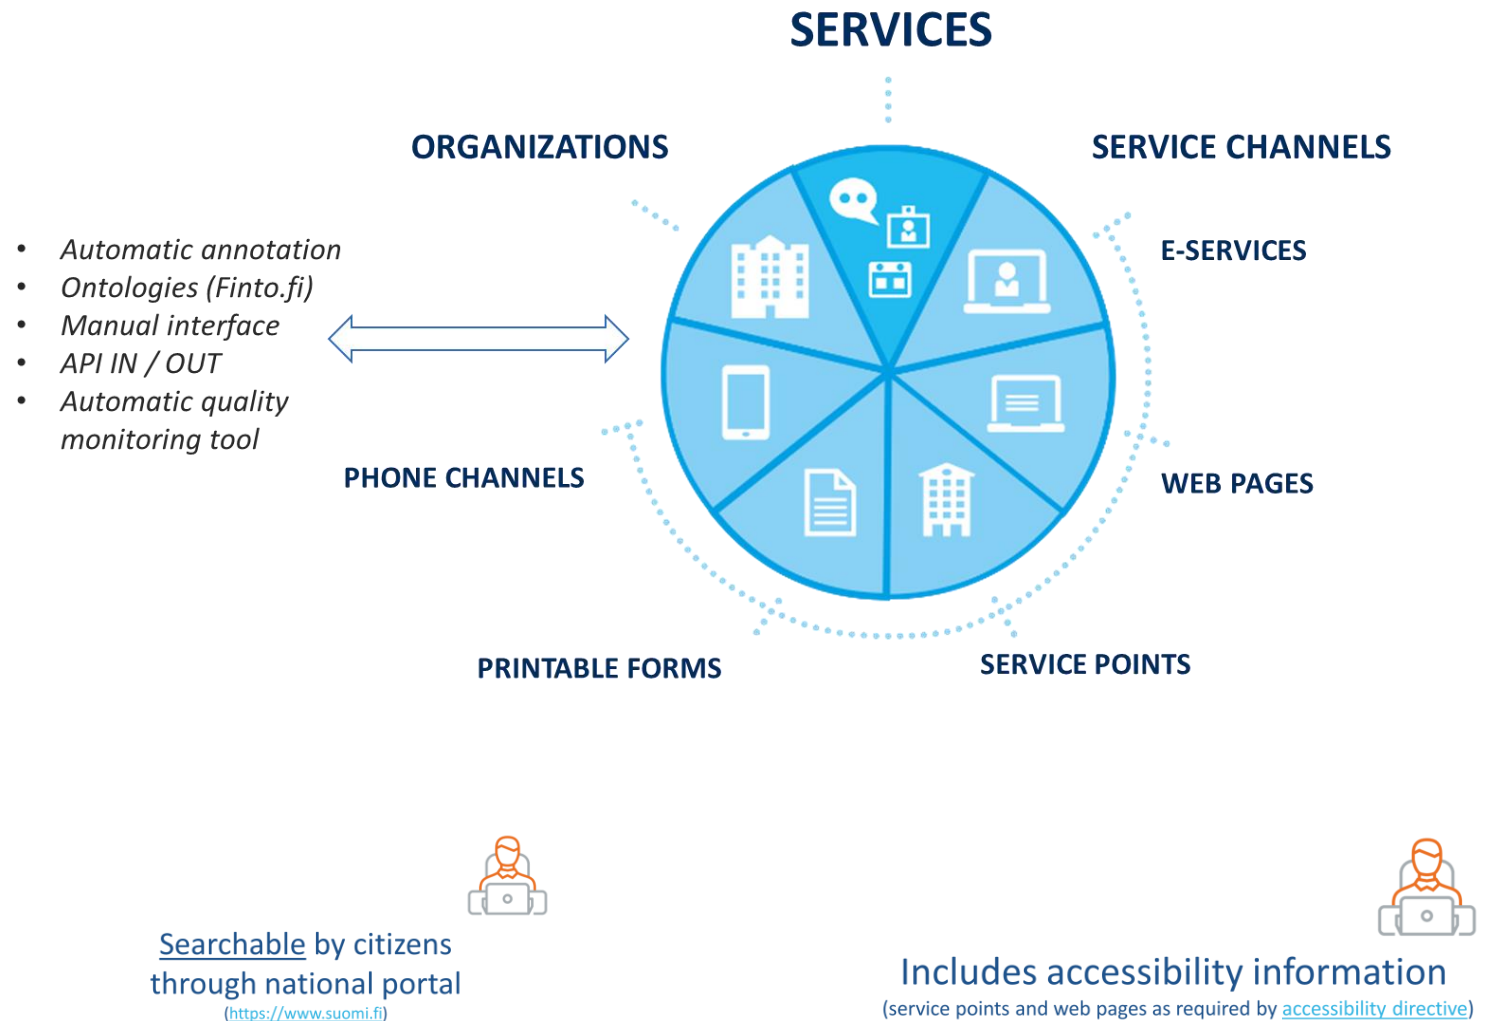 SERVICES
ORGANIZATIONS
SERVICE CHANNELS
• Automatic annotation
• Ontologies (Finto.fi)
• Manual interface
• API IN / OUT
• Automatic quality
monitoring tool
E-SERVICES
PHONE CHANNELS
WEB PAGES
PRINTABLE FORMS
SERVICE POINTS
Searchable by citizens
through national portal
(https://www.suomi.fi)
Includes accessibility information
(service points and web pages as required by accessibility directive)